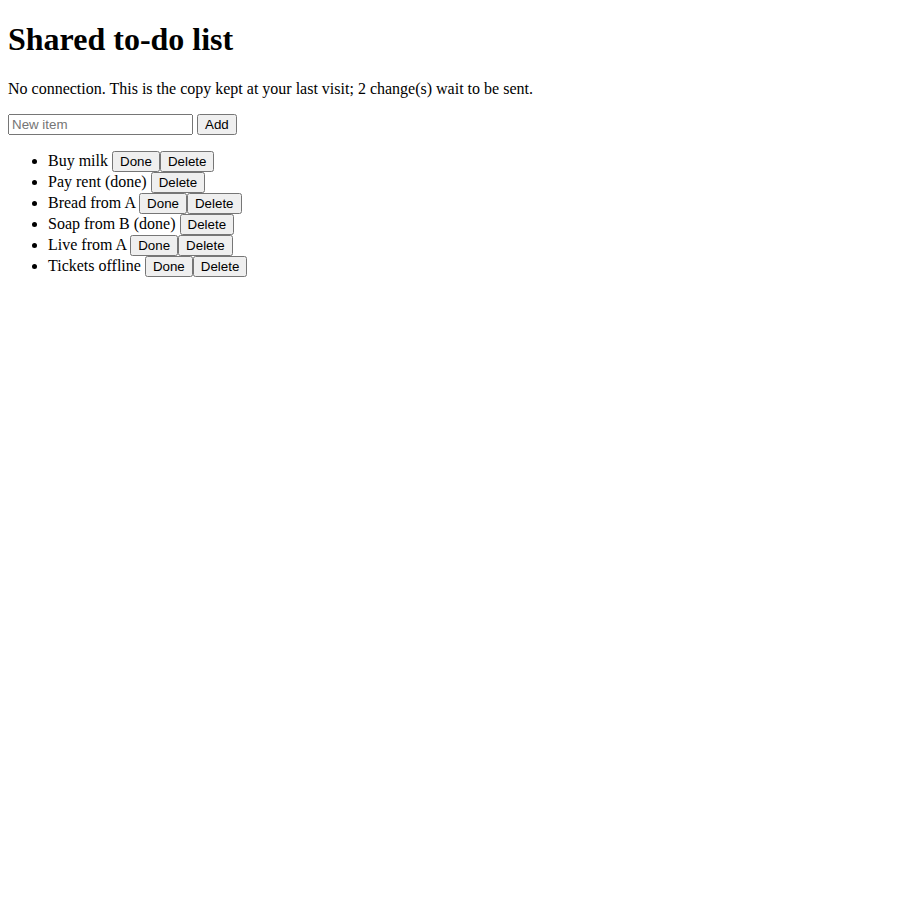 Shared to-do list
No connection. This is the copy kept at your last visit; 2 change(s) wait to be sent.
New item Add
Buy milk Done Delete
Pay rent (done) Delete
Bread from A Done Delete
Soap from B (done) Delete
Live from A Done Delete
Tickets offline Done Delete